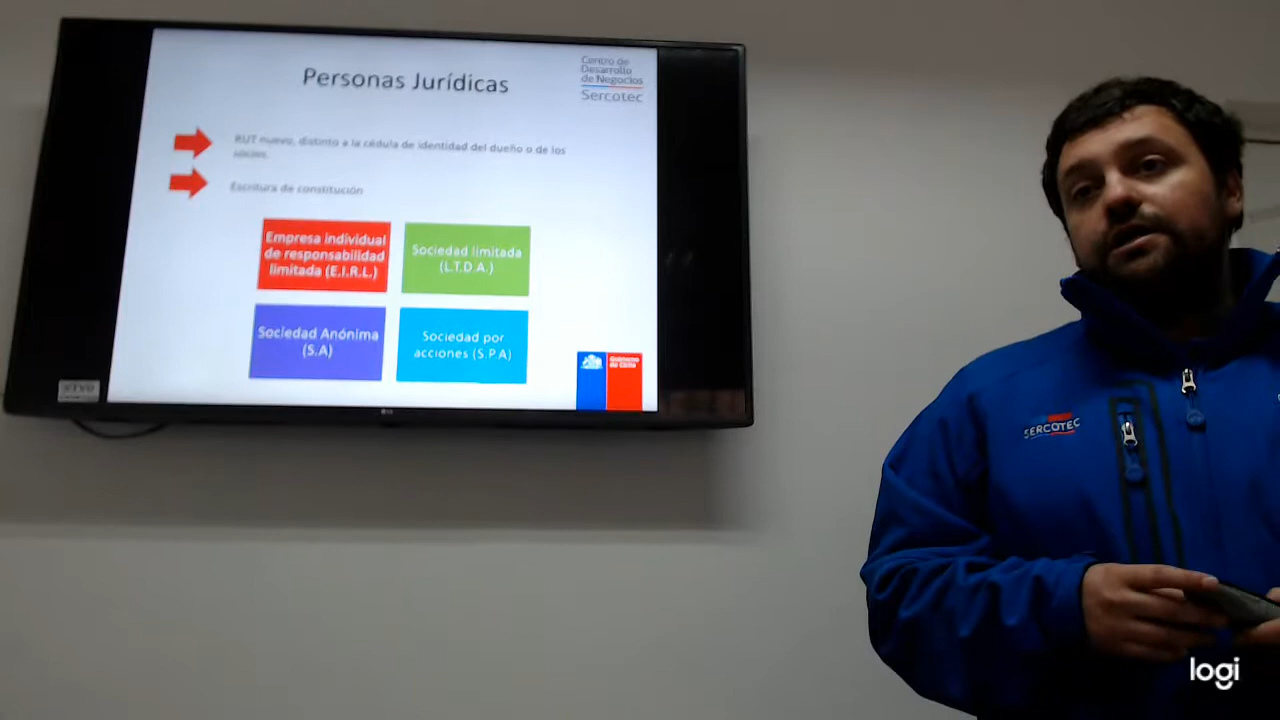 Personas Jurídicas
Centro de
Desarrollo
de Negocios
Sercotec
RUT nuevo, distinto a la cédula de identidad del dueño o de los
socios.
Escritura de constitución
Empresa individual
de responsabilidad
limitada (E.I.R.L.)
Sociedad limitada
(L.T.D.A.)
Sociedad Anónima
(S.A)
Sociedad por
acciones (S.P.A)
Gobierno
de Chile
LG
SERCOTEC
logi